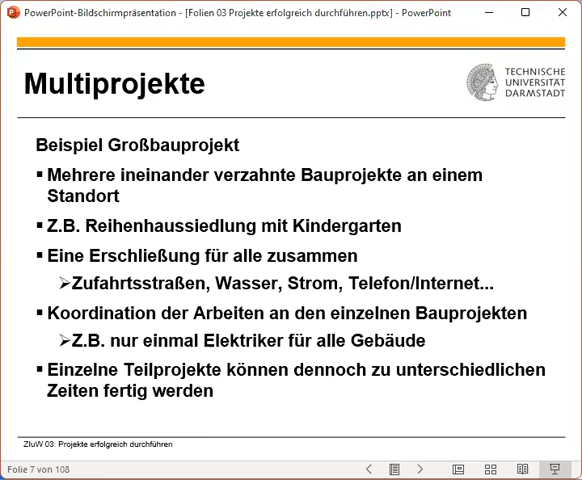 PowerPoint-Bildschirmpräsentation - [Folien 03 Projekte erfolgreich durchführen.pptx] - PowerPoint
Multiprojekte
TECHNISCHE
UNIVERSITÄT
DARMSTADT
Beispiel Großbauprojekt
▪ Mehrere ineinander verzahnte Bauprojekte an einem
Standort
▪ Z.B. Reihenhaussiedlung mit Kindergarten
▪ Eine Erschließung für alle zusammen
➢Zufahrtsstraßen, Wasser, Strom, Telefon/Internet...
▪ Koordination der Arbeiten an den einzelnen Bauprojekten
➢Z.B. nur einmal Elektriker für alle Gebäude
▪ Einzelne Teilprojekte können dennoch zu unterschiedlichen
Zeiten fertig werden
ZIuW 03: Projekte erfolgreich durchführen
Folie 7 von 108